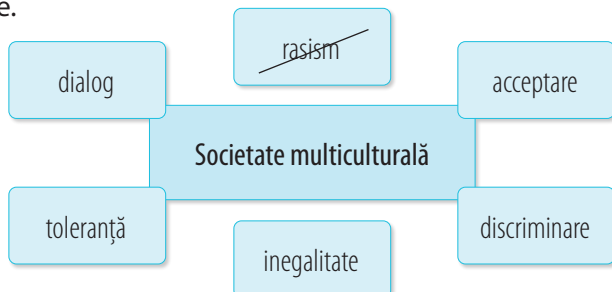 e.
rasism
dialog
acceptare
Societate multiculturală
toleranță
discriminare
inegalitate